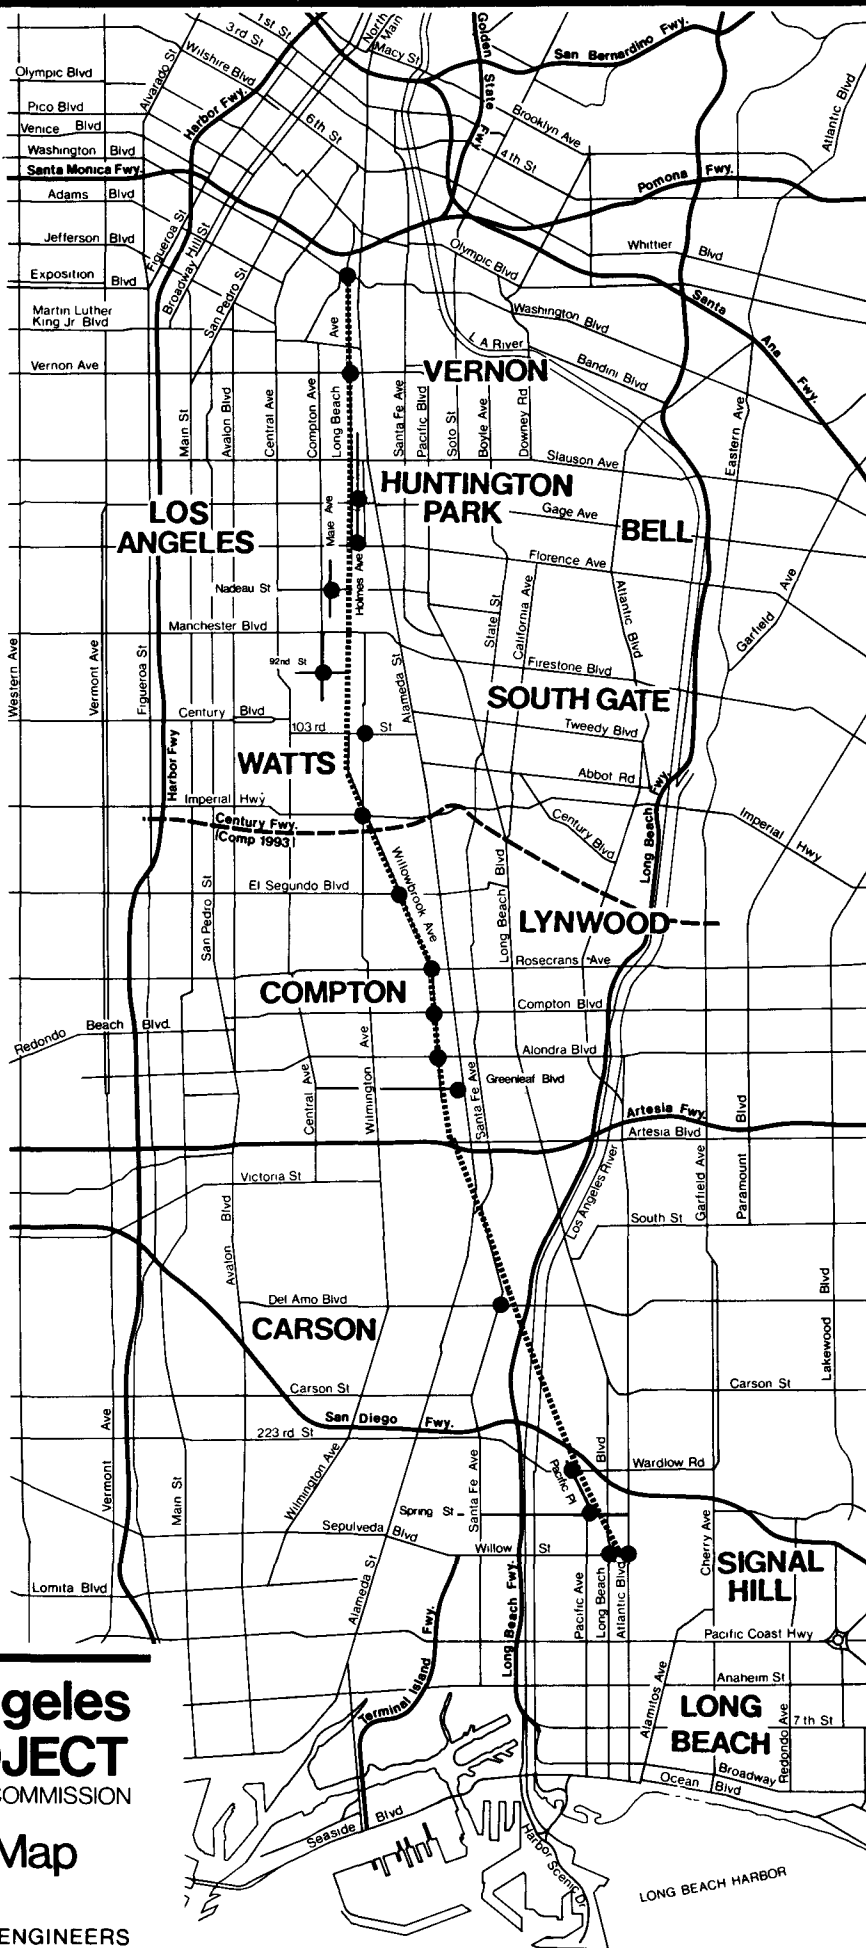 1st St
3rd St
North
Main
Macy St
Golden
State
Fwy
San Bernardino Fwy.
Wilshire Blvd
Alvarado St
Olympic Blvd
Harbor Fwy.
Atlantic Blvd
Pico Blvd
6th St
Brooklyn Ave
Venice Blvd
Washington Blvd
4th St
Santa Monica Fwy.
Pomona Fwy.
Adams Blvd
Jefferson Blvd
Figueroa St
Broadway
Hill St
San Pedro St
Olympic Blvd
Whittier Blvd
Exposition Blvd
Santa
Ana
Fwy.
Martin Luther
King Jr Blvd
Washington Blvd
L A River
Bandini Blvd
Vernon Ave
VERNON
Main St
Avalon Blvd
Central Ave
Compton Ave
Long Beach
Ave
Santa Fe Ave
Pacific Blvd
Soto St
Boyle Ave
Downey Rd
Eastern Ave
Slauson Ave
HUNTINGTON
PARK
Gage Ave
LOS
ANGELES
BELL
Maie Ave
Holmes Ave
Florence Ave
Nadeau St
State St
California Ave
Atlantic Blvd
Garfield Ave
Manchester Blvd
Western Ave
Vermont Ave
Figueroa St
92nd St
Alameda St
Firestone Blvd
SOUTH GATE
Century Blvd
103 rd St
Tweedy Blvd
WATTS
Harbor Fwy
Abbot Rd
Imperial Hwy
Century Fwy.
(Comp 1993)
Century Blvd
Long Beach Fwy.
Imperial Hwy
Willowbrook Ave
San Pedro St
El Segundo Blvd
Long Beach Blvd
LYNWOOD
Rosecrans Ave
COMPTON
Compton Blvd
Redondo Beach Blvd.
Alondra Blvd
Central Ave
Wilmington Ave
Santa Fe Ave
Greenleaf Blvd
Artesia Fwy.
Artesia Blvd
Los Angeles River
Garfield Ave
Paramount Blvd
Victoria St
Avalon Blvd
South St
Del Amo Blvd
CARSON
Lakewood Blvd
Carson St
Carson St
San Diego Fwy.
223 rd St
Vermont Ave
Main St
Wilmington Ave
Santa Fe Ave
Pacific Pl
Blvd
Wardlow Rd
Spring St
Sepulveda Blvd
Willow St
Cherry Ave
SIGNAL
HILL
Lomita Blvd
Alameda St
Terminal Island Fwy.
Long Beach Fwy.
Pacific Ave
Long Beach
Atlantic Blvd
Pacific Coast Hwy
Alamitos Ave
Anaheim St
LONG
BEACH
Redondo Ave
7 th St
Broadway
Ocean Blvd
Seaside Blvd
Harbor Scenic Dr
LONG BEACH HARBOR
geles
JECT
COMMISSION
Map
ENGINEERS